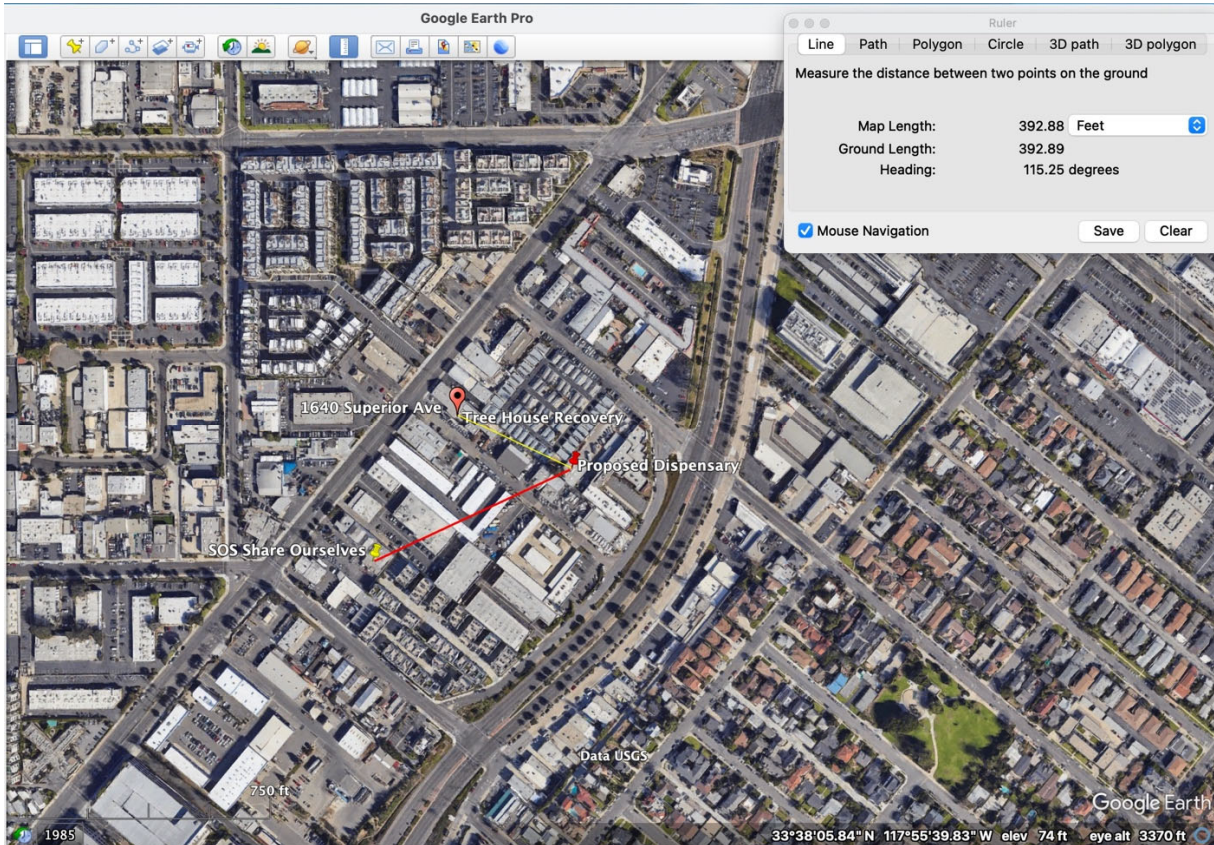 Google Earth Pro
Ruler
Line Path Polygon Circle 3D path 3D polygon
Measure the distance between two points on the ground
Map Length: 392.88 Feet
Ground Length: 392.89
Heading: 115.25 degrees
Mouse Navigation Save Clear
1640 Superior Ave
Tree House Recovery
Proposed Dispensary
SOS Share Ourselves
Data USGS
750 ft
Google Earth
1985
33°38'05.84" N 117°55'39.83" W elev 74 ft eye alt 3370 ft